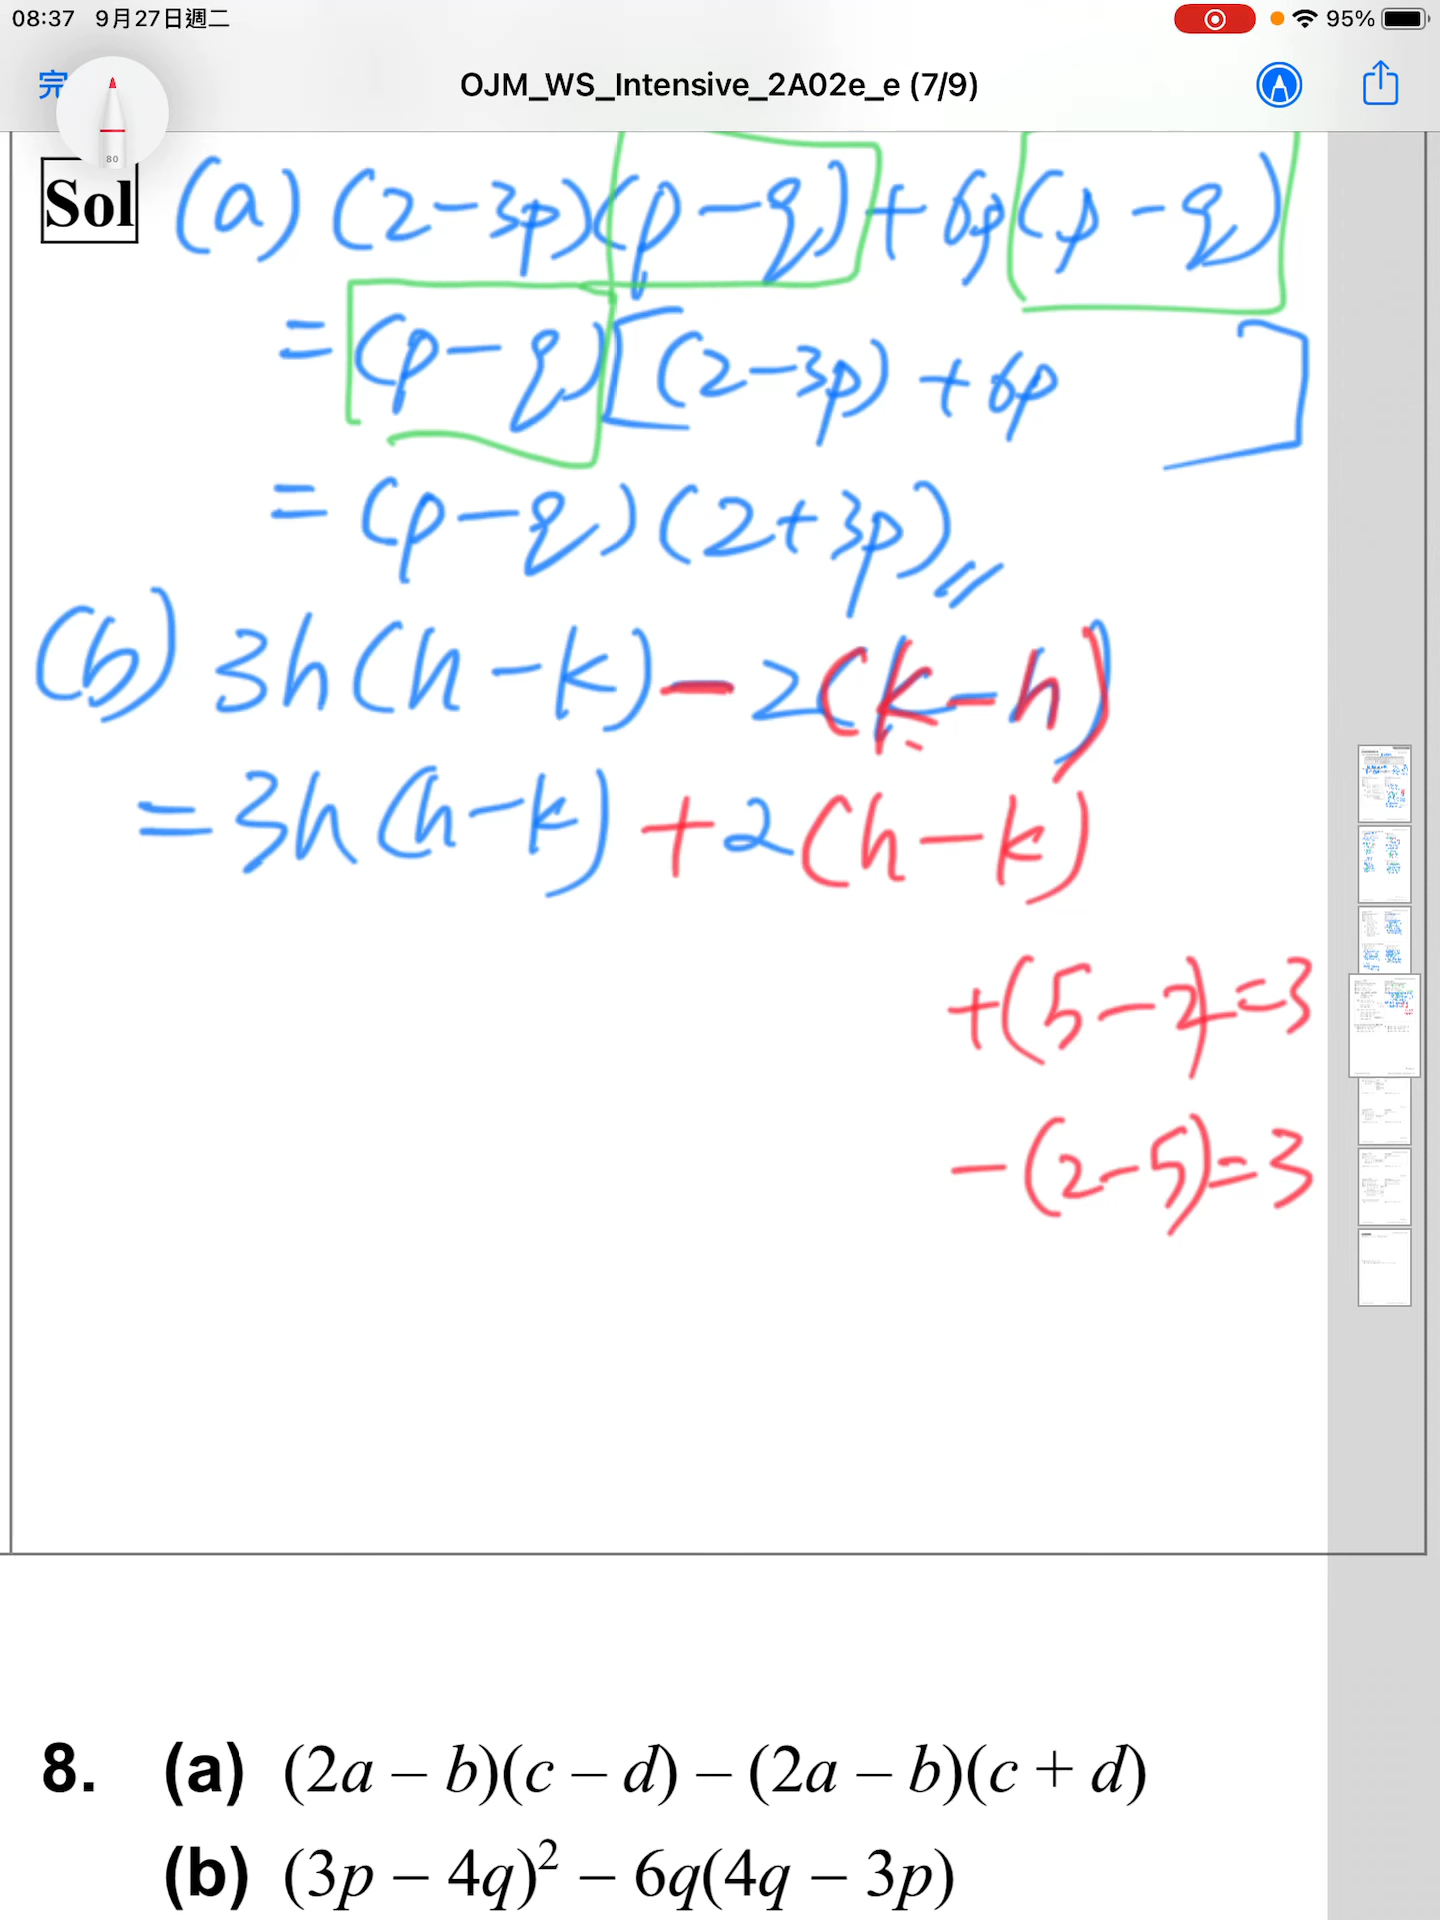 08:37 9月27日週二
95%
完
OJM_WS_Intensive_2A02e_e (7/9)
80
Sol (a) (2-3p)(p-q)+6p(p-q)
=(p-q)[(2-3p)+6p]
=(p-q)(2+3p)//
(b) 3h(h-k)-2(k-h)
=3h(h-k)+2(h-k)
+(5-2)=3
-(2-5)=3
8. (a) (2a – b)(c – d) – (2a – b)(c + d)
(b) (3p – 4q)² – 6q(4q – 3p)